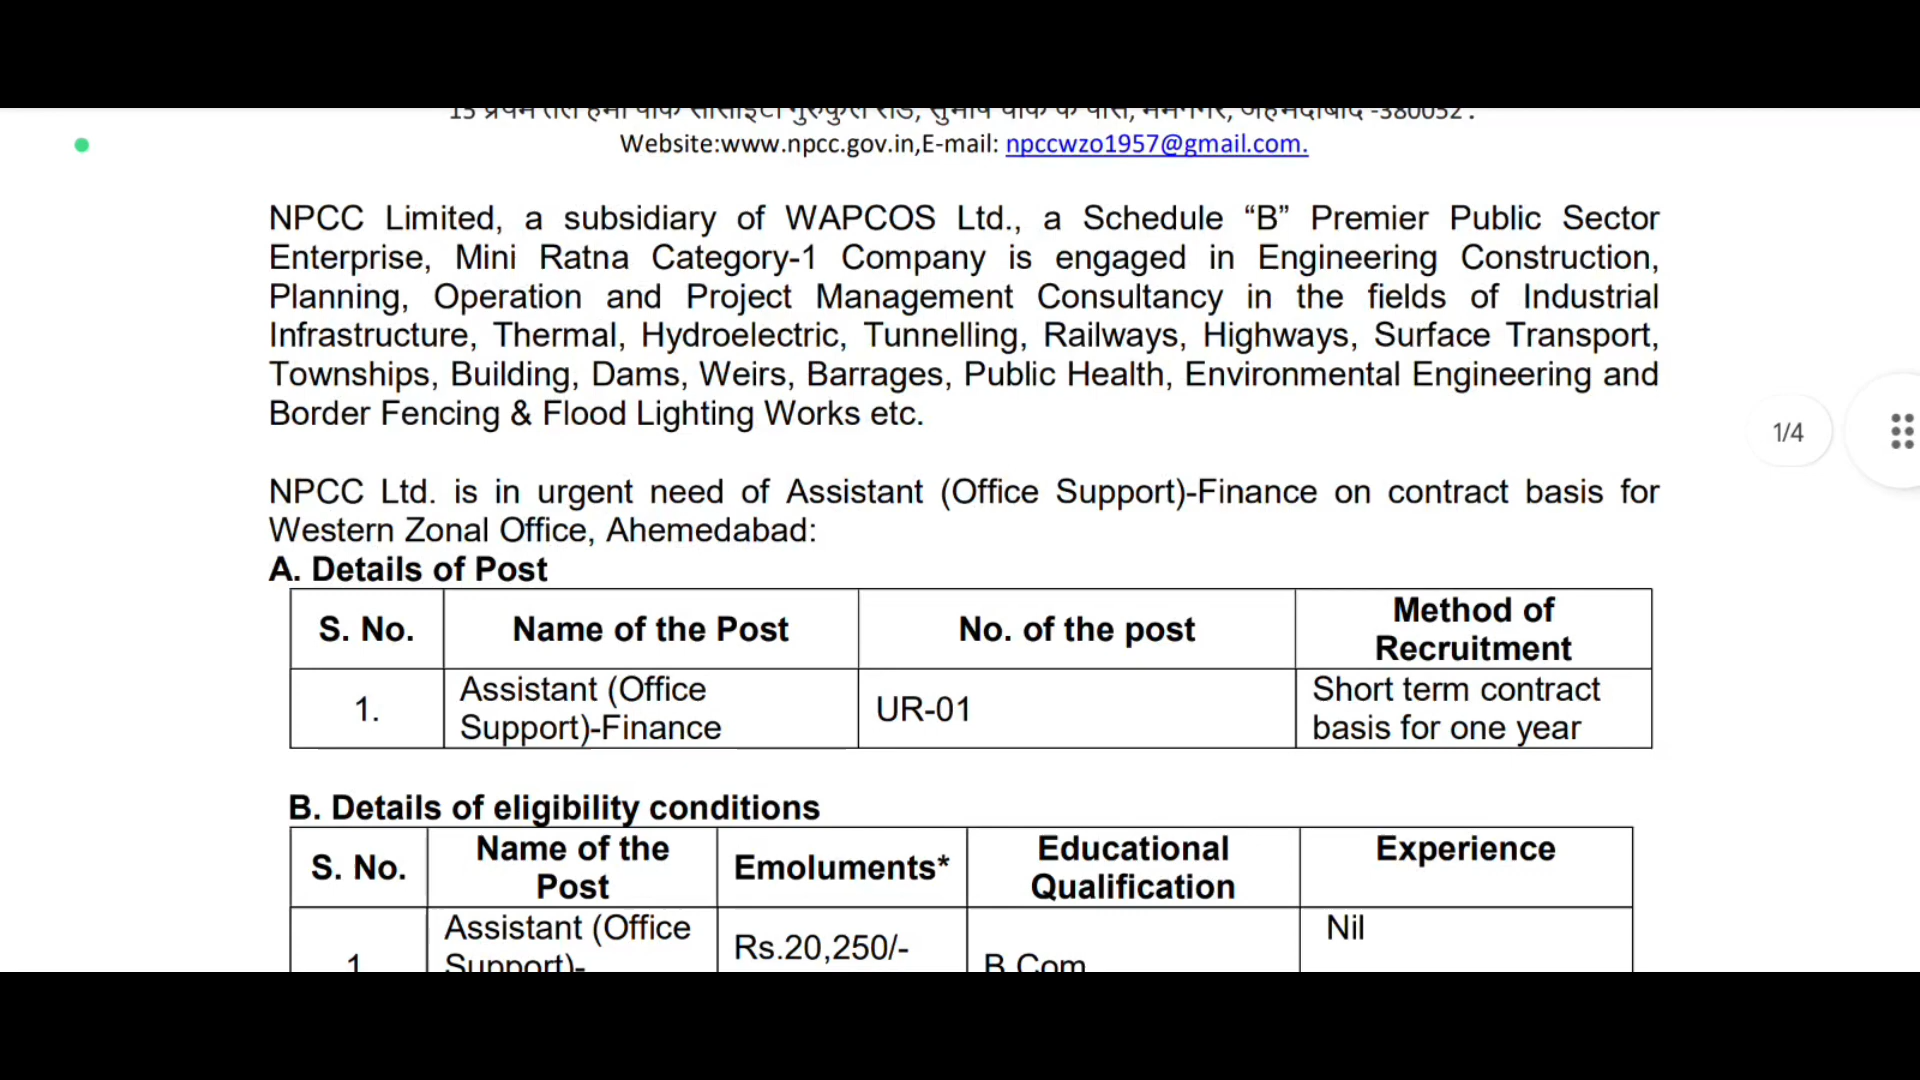 -380052.
Website:www.npcc.gov.in,E-mail: npccwzo1957@gmail.com.
NPCC Limited, a subsidiary of WAPCOS Ltd., a Schedule “B” Premier Public Sector
Enterprise, Mini Ratna Category-1 Company is engaged in Engineering Construction,
Planning, Operation and Project Management Consultancy in the fields of Industrial
Infrastructure, Thermal, Hydroelectric, Tunnelling, Railways, Highways, Surface Transport,
Townships, Building, Dams, Weirs, Barrages, Public Health, Environmental Engineering and
Border Fencing & Flood Lighting Works etc.
1/4
NPCC Ltd. is in urgent need of Assistant (Office Support)-Finance on contract basis for
Western Zonal Office, Ahemedabad:
A. Details of Post
S. No. Name of the Post No. of the post Method of
Recruitment
1. Assistant (Office UR-01 Short term contract
Support)-Finance basis for one year
B. Details of eligibility conditions
S. No. Name of the Emoluments* Educational Experience
Post Qualification
Assistant (Office Rs.20,250/- Nil
1 Support)- B.Com